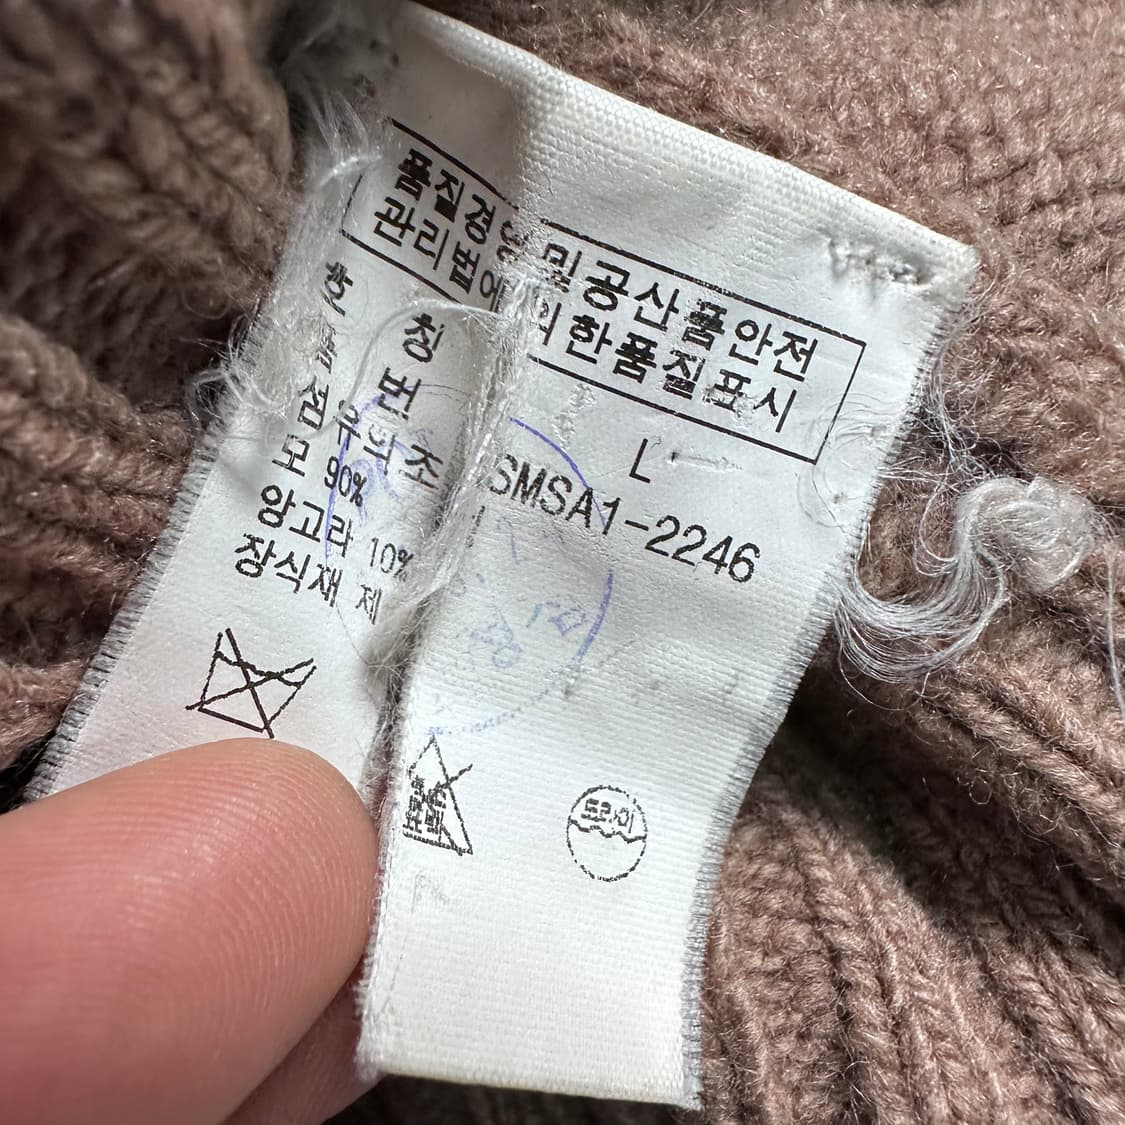 품질경영 및 공산품안전
관리법에 의한 품질표시
칭 L
번 SMSA1-2246
섬유의 조
모 90%
앙고라 10%
장식재 제
드라이